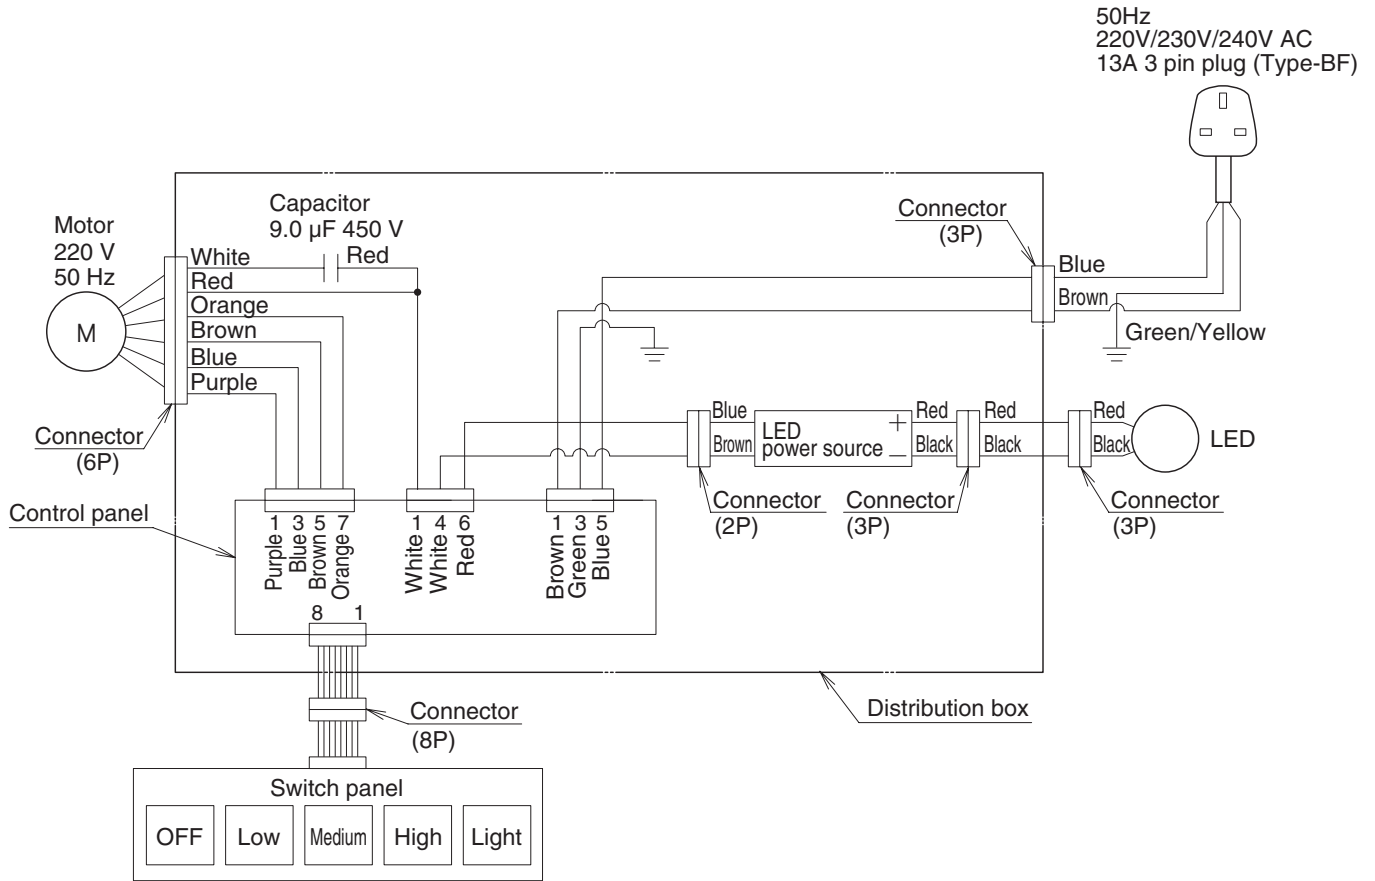 50Hz
220V/230V/240V AC
13A 3 pin plug (Type-BF)
Motor
220 V
50 Hz
M
Capacitor
9.0 µF 450 V
White
Red
Red
Orange
Brown
Blue
Purple
Connector
(6P)
Connector
(3P)
Blue
Brown
Green/Yellow
Blue
Brown
LED
power source
+
–
Red
Black
Red
Black
Red
Black
LED
Connector
(2P)
Connector
(3P)
Connector
(3P)
Control panel
1 3 5 7
Purple
Blue
Brown
Orange
1 4 6
White
White
Red
1 3 5
Brown
Green
Blue
8 1
Connector
(8P)
Distribution box
Switch panel
OFF Low Medium High Light